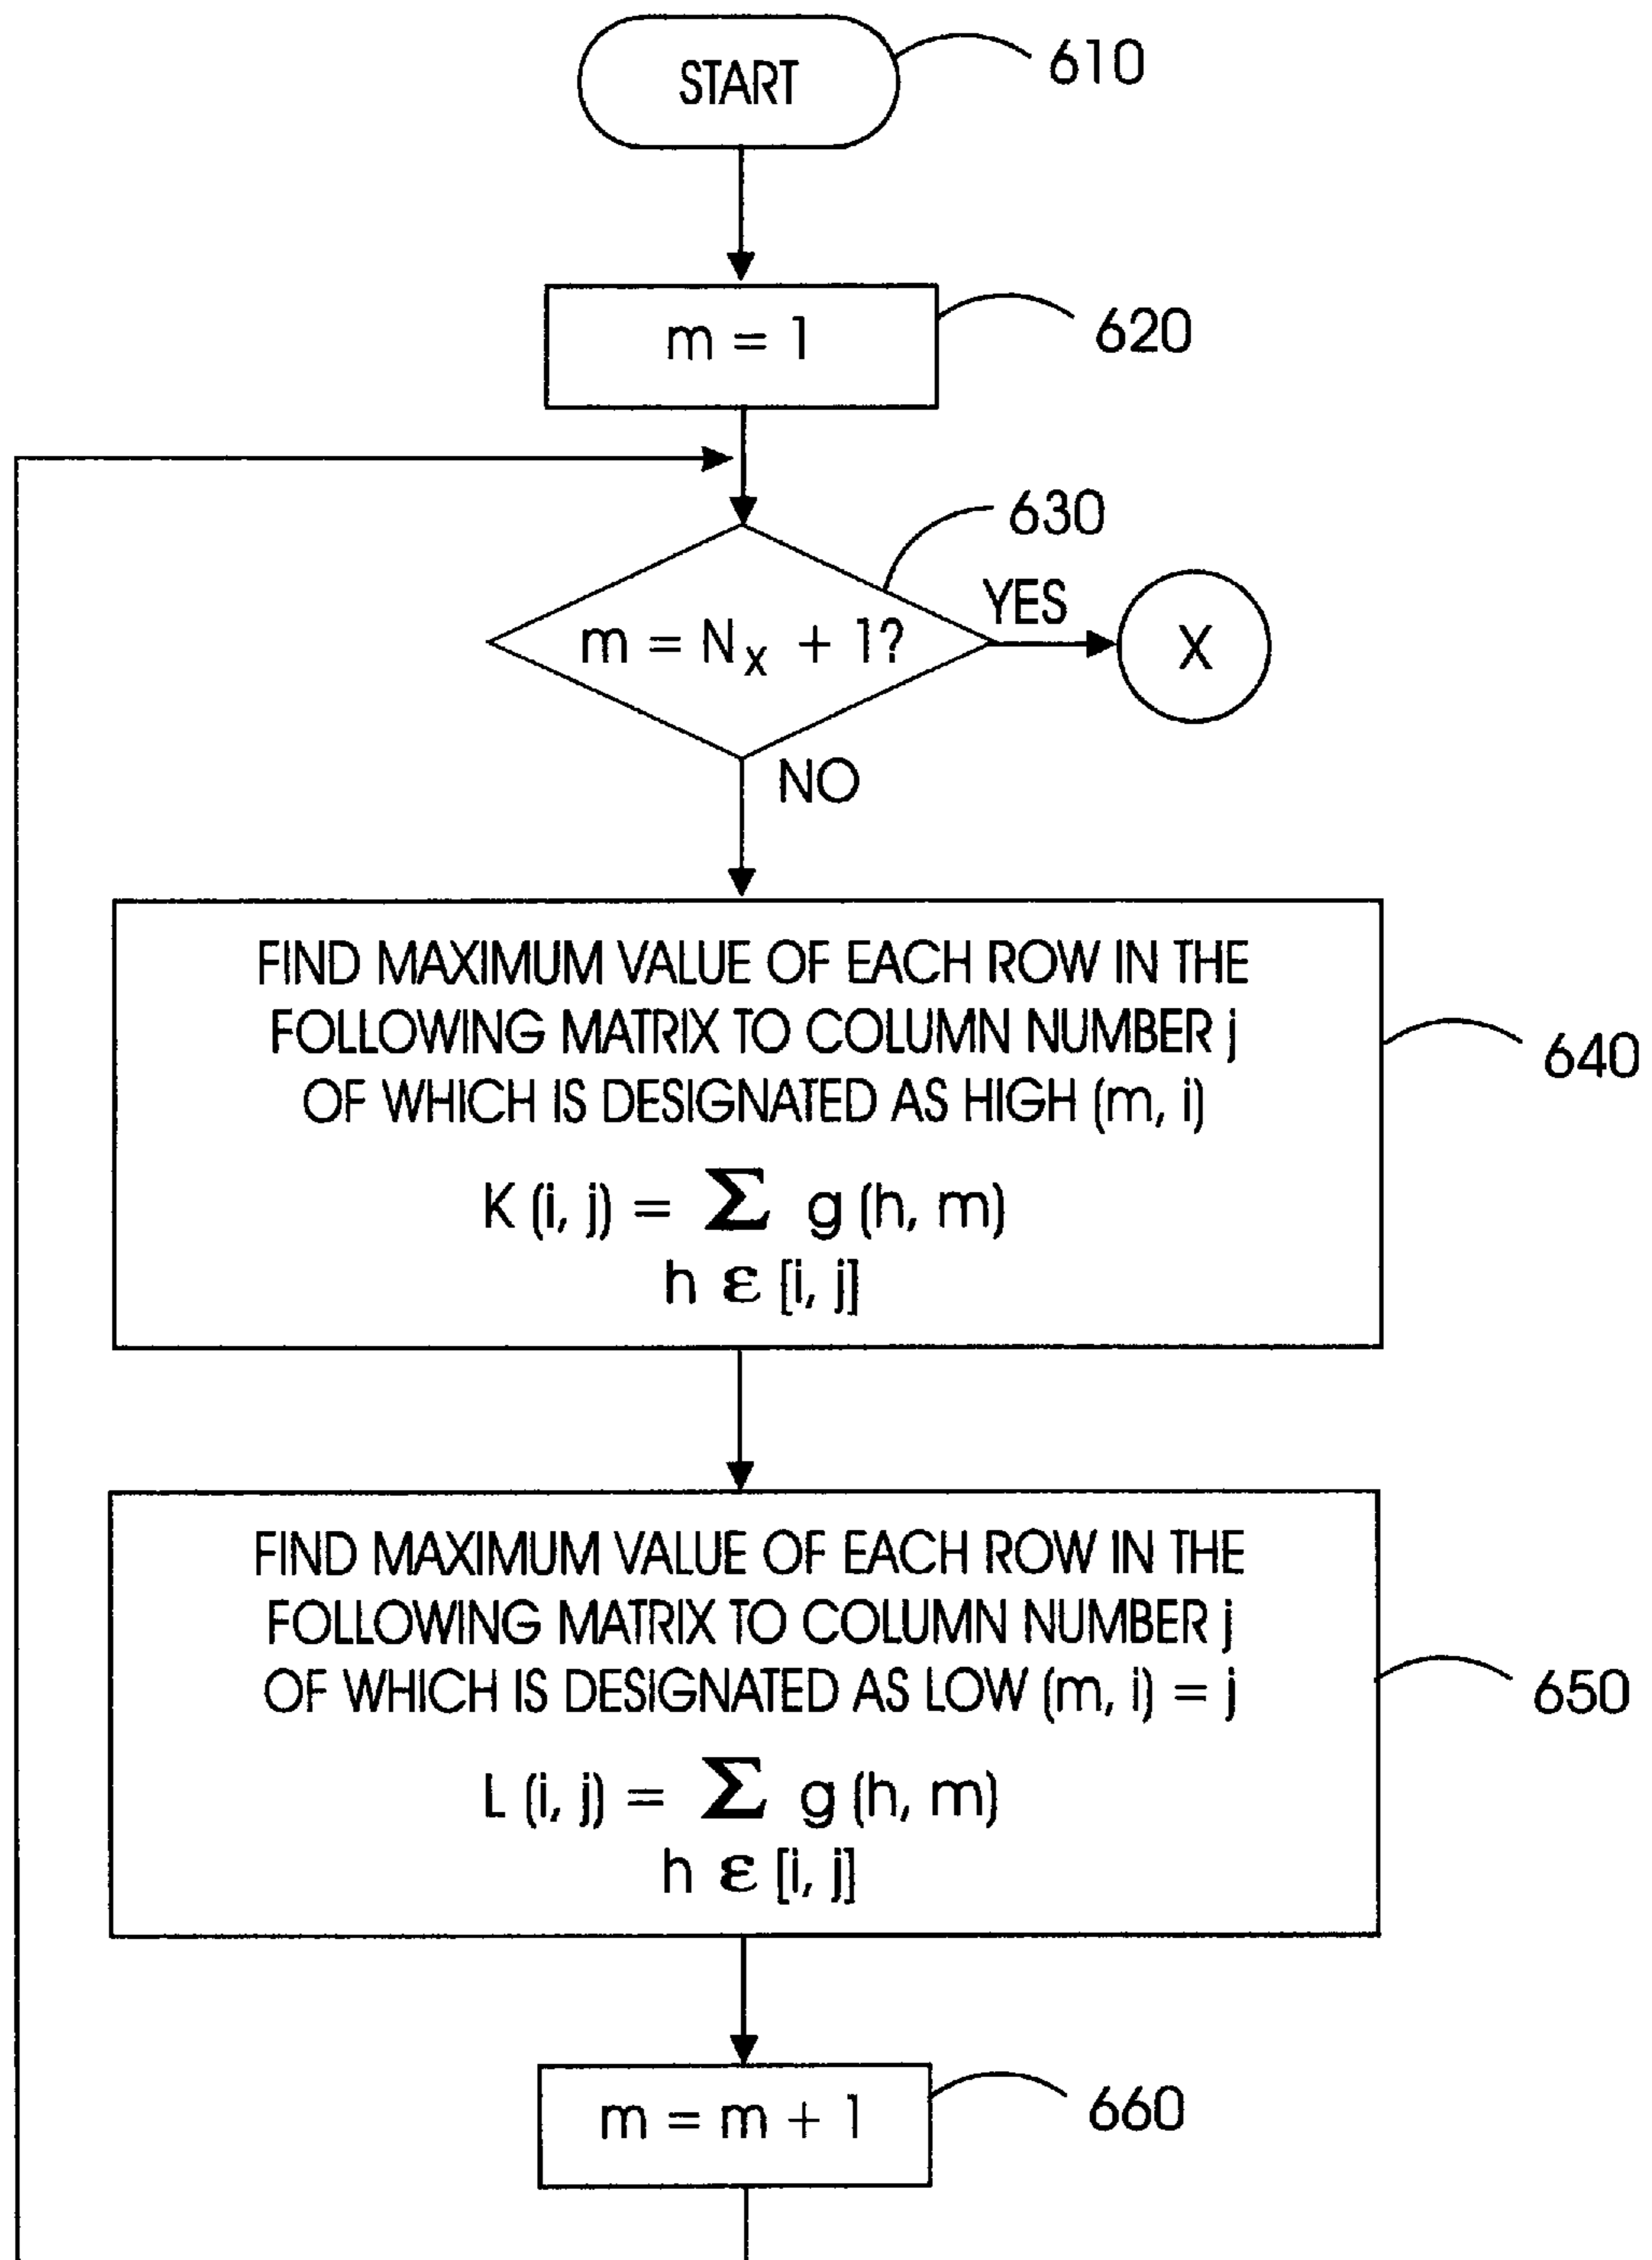 START
610
m = 1
620
630
m = Nx + 1?
YES
X
NO
FIND MAXIMUM VALUE OF EACH ROW IN THE
FOLLOWING MATRIX TO COLUMN NUMBER j
OF WHICH IS DESIGNATED AS HIGH (m, i)
K (i, j) = Σ g (h, m)
h ε [i, j]
640
FIND MAXIMUM VALUE OF EACH ROW IN THE
FOLLOWING MATRIX TO COLUMN NUMBER j
OF WHICH IS DESIGNATED AS LOW (m, i) = j
L (i, j) = Σ g (h, m)
h ε [i, j]
650
m = m + 1
660